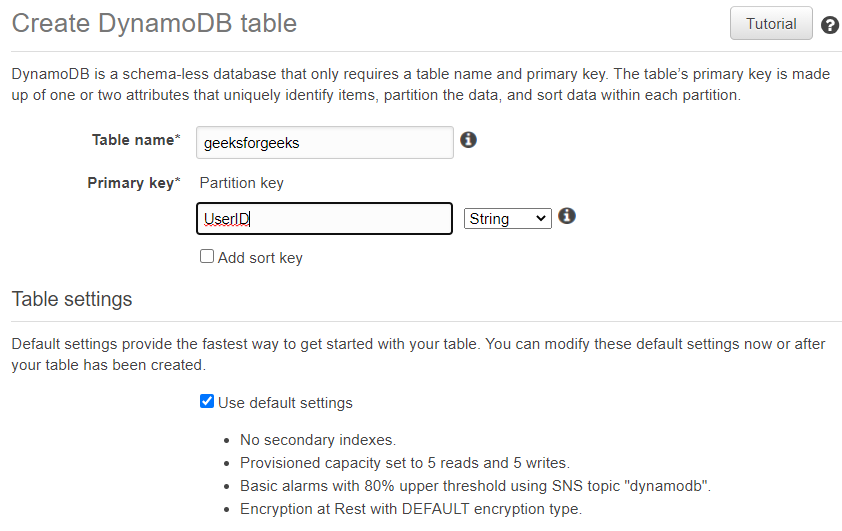 Create DynamoDB table
Tutorial
DynamoDB is a schema-less database that only requires a table name and primary key. The table’s primary key is made
up of one or two attributes that uniquely identify items, partition the data, and sort data within each partition.
Table name* geeksforgeeks
Primary key* Partition key
UserID String
Add sort key
Table settings
Default settings provide the fastest way to get started with your table. You can modify these default settings now or after
your table has been created.
Use default settings
• No secondary indexes.
• Provisioned capacity set to 5 reads and 5 writes.
• Basic alarms with 80% upper threshold using SNS topic "dynamodb".
• Encryption at Rest with DEFAULT encryption type.